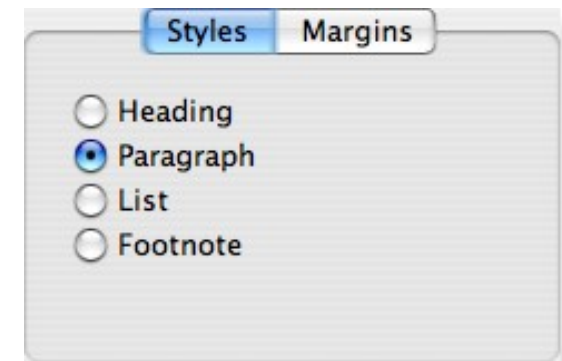 Styles Margins
Heading
Paragraph
List
Footnote